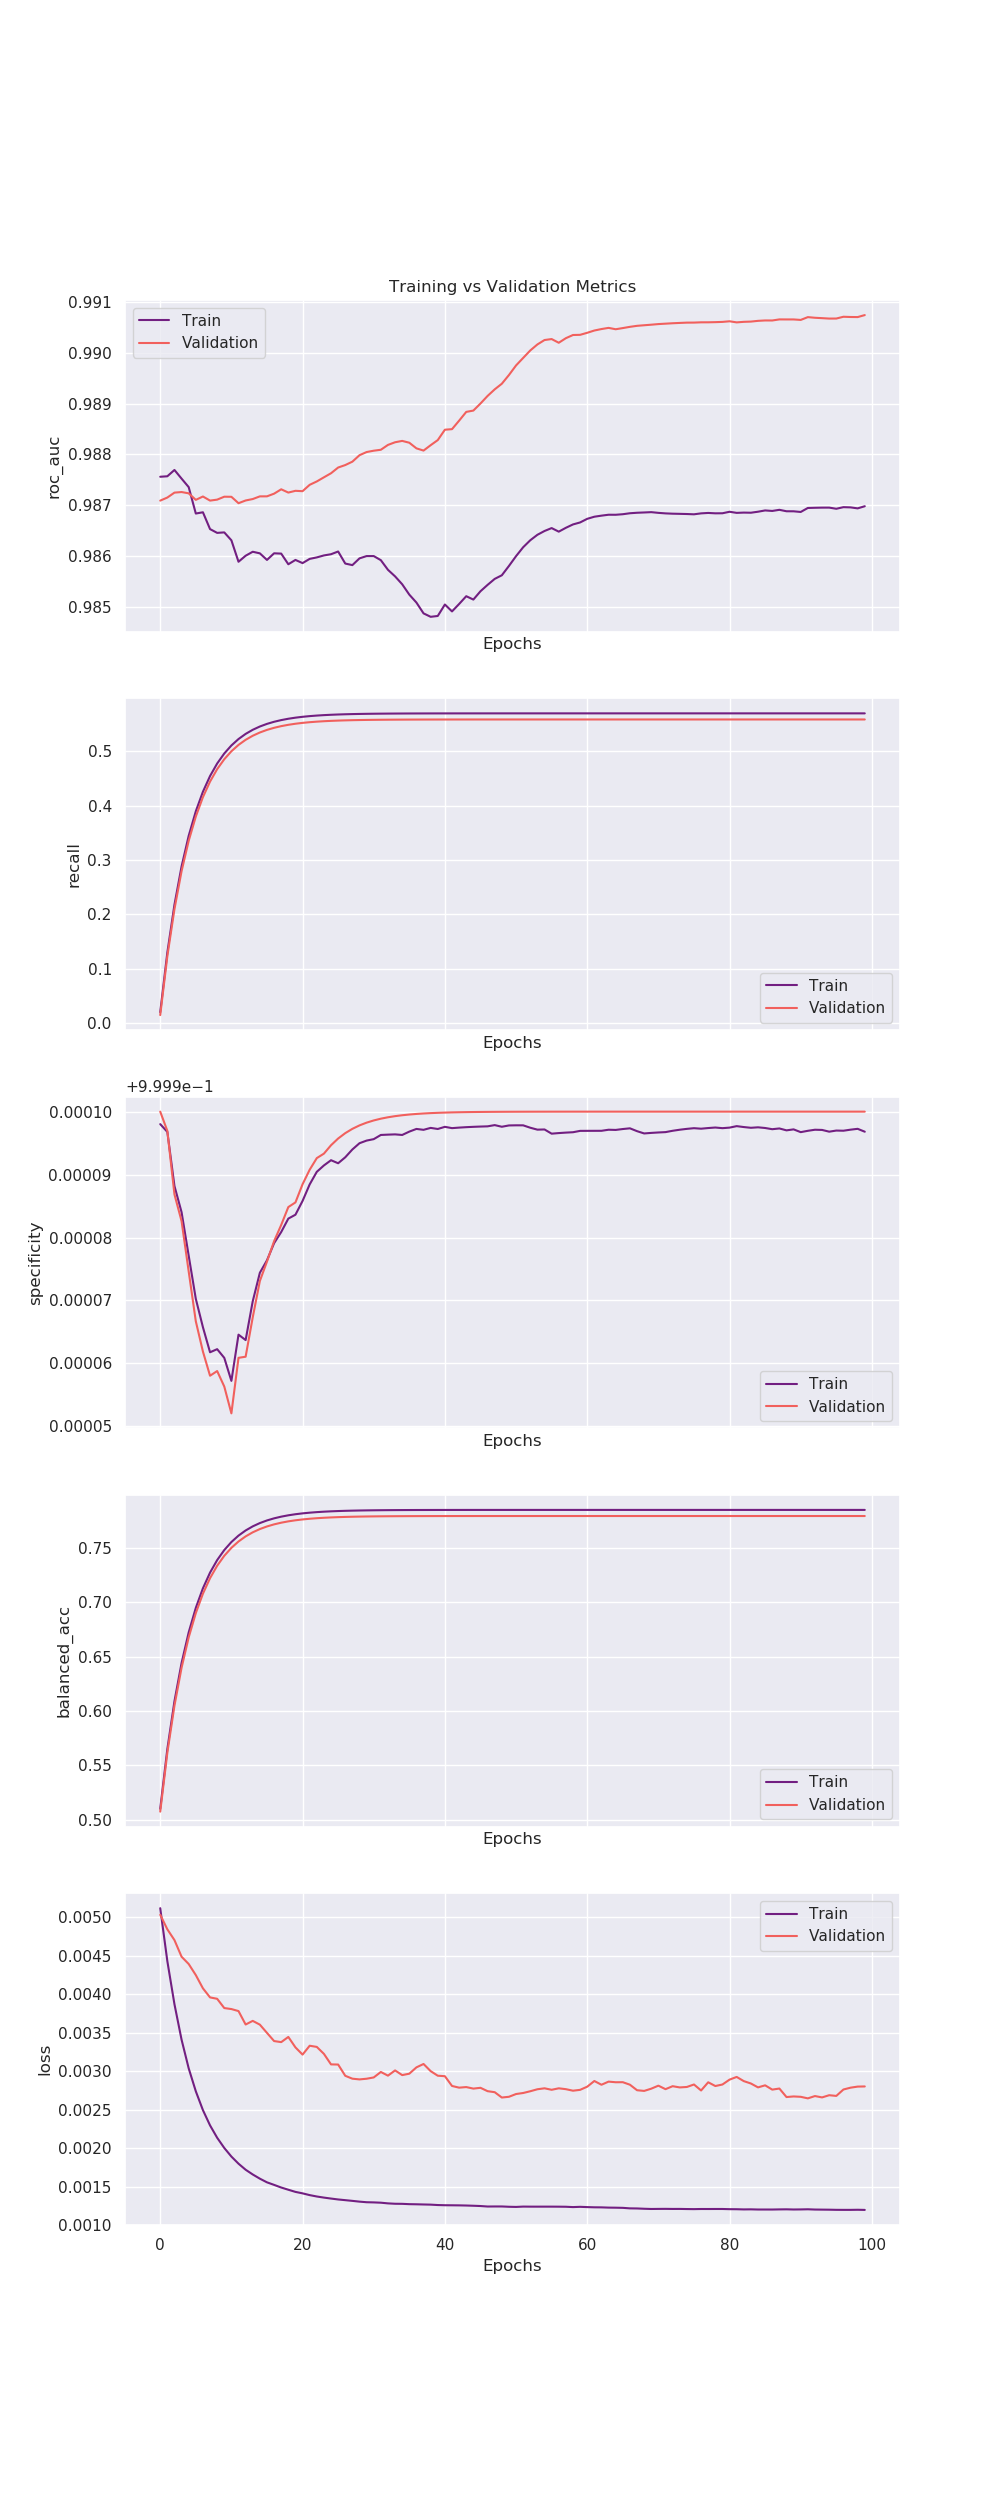 Training vs Validation Metrics
0.991
0.990
0.989
0.988
0.987
0.986
0.985
roc_auc
Train
Validation
Epochs
0.5
0.4
0.3
0.2
0.1
0.0
recall
Train
Validation
Epochs
+9.999e−1
0.00010
0.00009
0.00008
0.00007
0.00006
0.00005
specificity
Train
Validation
Epochs
0.75
0.70
0.65
0.60
0.55
0.50
balanced_acc
Train
Validation
Epochs
0.0050
0.0045
0.0040
0.0035
0.0030
0.0025
0.0020
0.0015
0.0010
loss
Train
Validation
0 20 40 60 80 100
Epochs